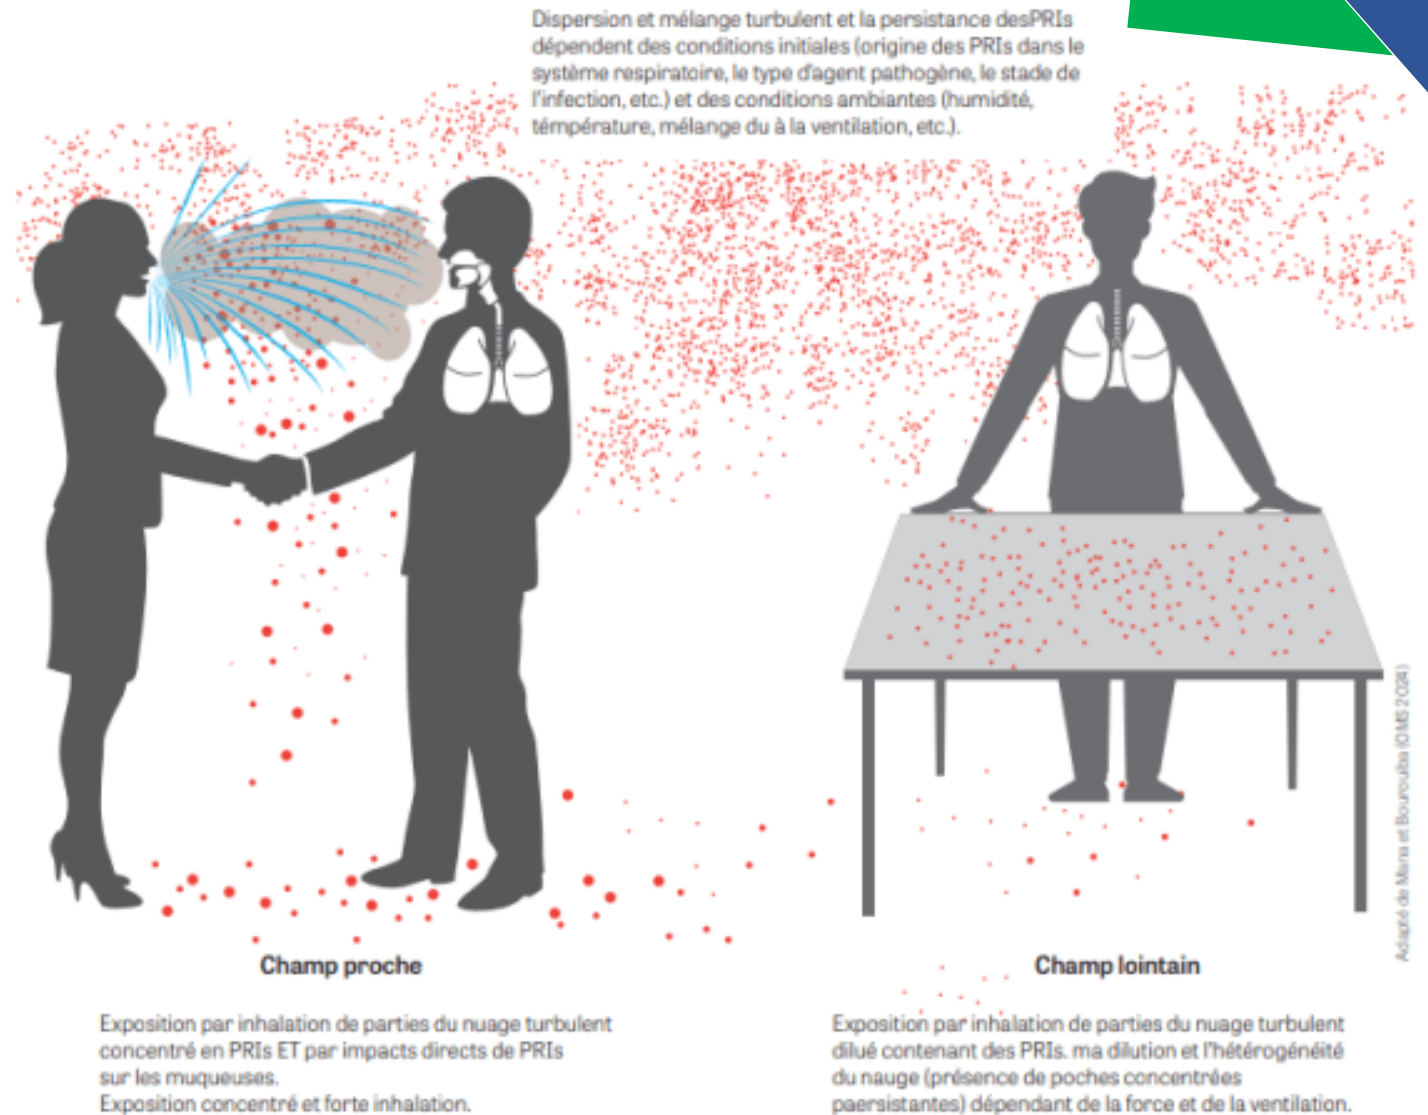 Dispersion et mélange turbulent et la persistance desPRIs
dépendent des conditions initiales (origine des PRIs dans le
système respiratoire, le type d'agent pathogène, le stade de
l'infection, etc.) et des conditions ambiantes (humidité,
témpérature, mélange du à la ventilation, etc.).
Champ proche
Exposition par inhalation de parties du nuage turbulent
concentré en PRIs ET par impacts directs de PRIs
sur les muqueuses.
Exposition concentré et forte inhalation.
Champ lointain
Exposition par inhalation de parties du nuage turbulent
dilué contenant des PRIs. ma dilution et l'hétérogénéité
du nauge (présence de poches concentrées
paersistantes) dépendant de la force et de la ventilation.
Adapté de Mana et Bourouiba (OMS 2024)